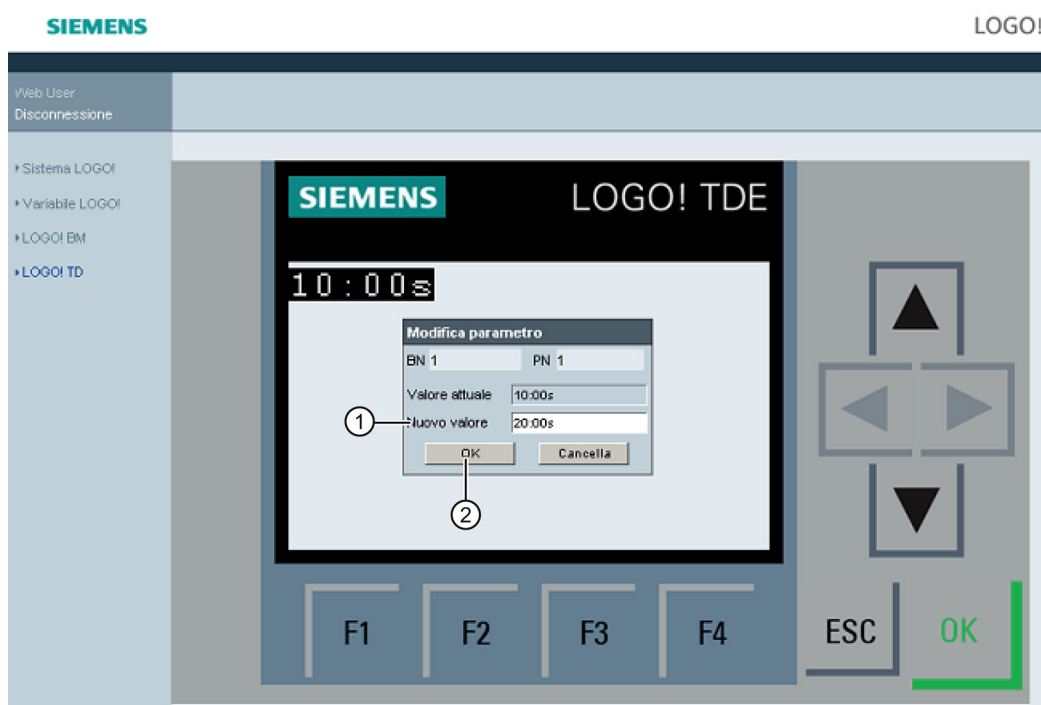 SIEMENS
LOGO!
Web User
Disconnessione
Sistema LOGO!
Variabile LOGO!
LOGO! BM
LOGO! TD
SIEMENS
LOGO! TDE
10:00s
Modifica parametro
BN 1 PN 1
Valore attuale 10:00s
1 Nuovo valore 20:00s
OK Cancella
2
F1 F2 F3 F4 ESC OK